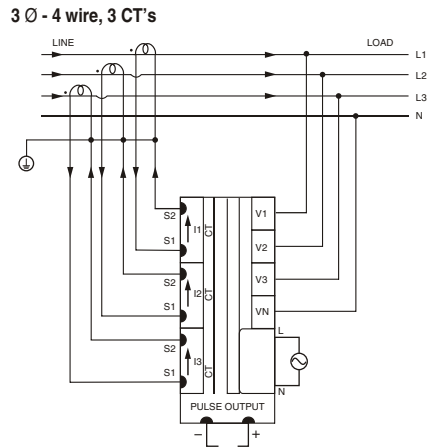 3 Ø - 4 wire, 3 CT's
LINE
LOAD
L1
L2
L3
N
S2
I1
CT
V1
S1
V2
S2
I2
CT
V3
S1
VN
S2
I3
CT
L
S1
N
PULSE OUTPUT
– +